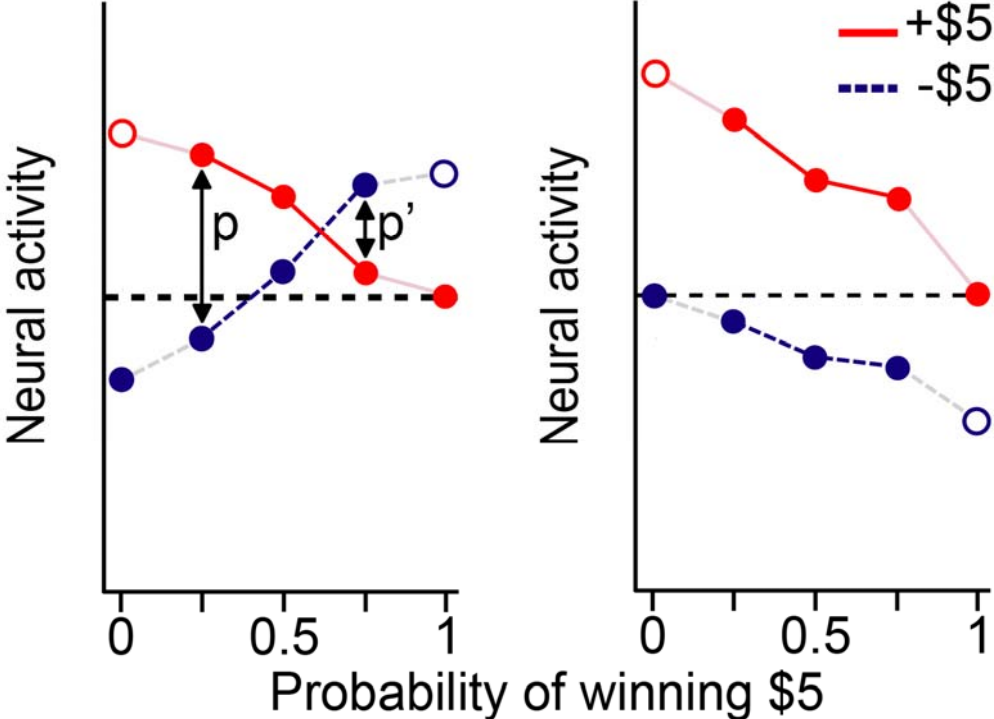 +$5
-$5
Neural activity
p
p’
0
0.5
1
Neural activity
0
0.5
1
Probability of winning $5